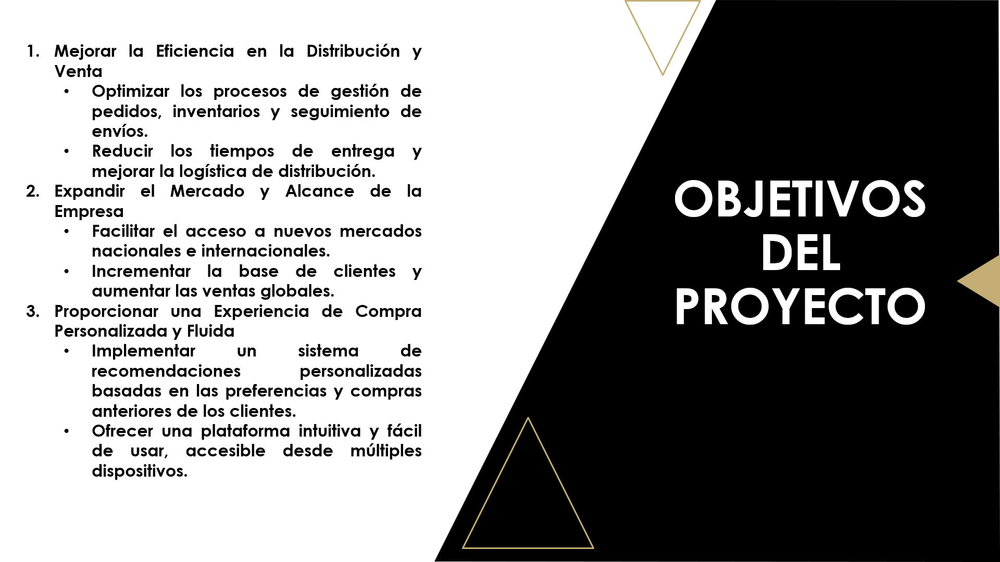 1. Mejorar la Eficiencia en la Distribución y
Venta
• Optimizar los procesos de gestión de
pedidos, inventarios y seguimiento de
envíos.
• Reducir los tiempos de entrega y
mejorar la logística de distribución.
2. Expandir el Mercado y Alcance de la
Empresa
• Facilitar el acceso a nuevos mercados
nacionales e internacionales.
• Incrementar la base de clientes y
aumentar las ventas globales.
3. Proporcionar una Experiencia de Compra
Personalizada y Fluida
• Implementar un sistema de
recomendaciones personalizadas
basadas en las preferencias y compras
anteriores de los clientes.
• Ofrecer una plataforma intuitiva y fácil
de usar, accesible desde múltiples
dispositivos.
OBJETIVOS
DEL
PROYECTO